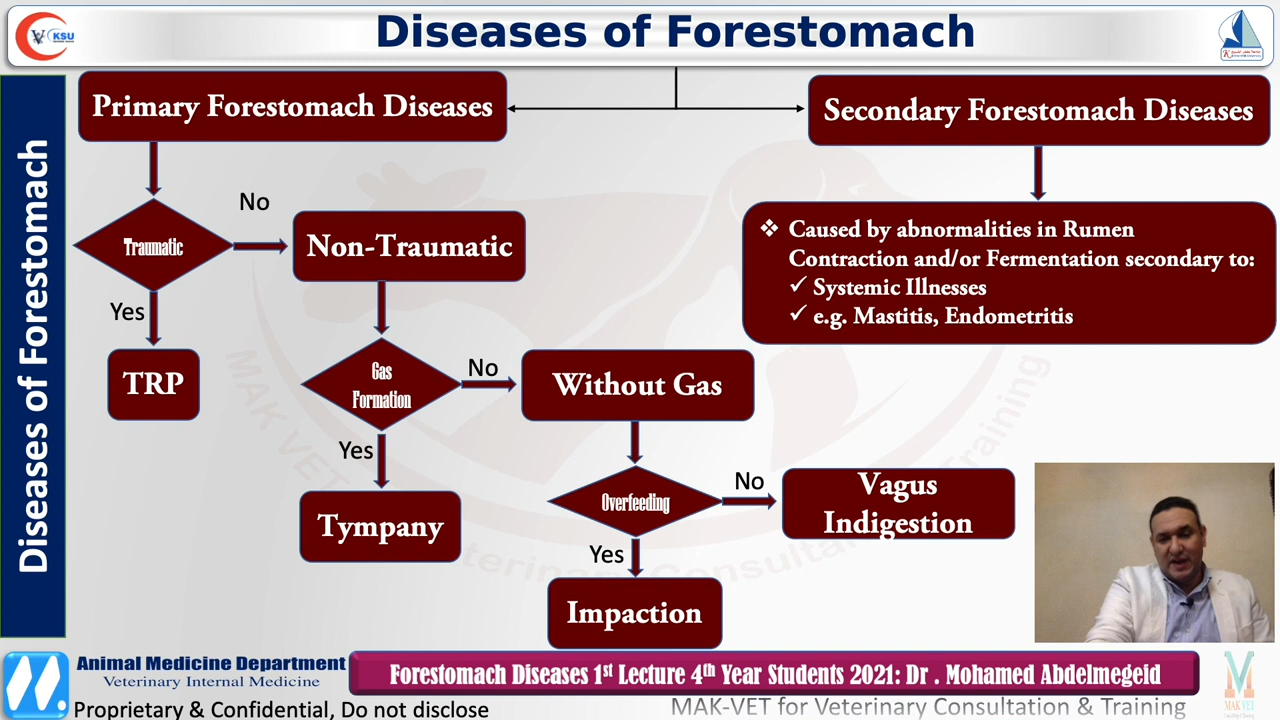 KSU
Diseases of Forestomach
Diseases of Forestomach
Primary Forestomach Diseases
Secondary Forestomach Diseases
Traumatic
No
Yes
TRP
Non-Traumatic
Gas
Formation
No
Yes
Tympany
Without Gas
Overfeeding
No
Yes
Impaction
Vagus
Indigestion
❖ Caused by abnormalities in Rumen
Contraction and/or Fermentation secondary to:
✓ Systemic Illnesses
✓ e.g. Mastitis, Endometritis
Animal Medicine Department
Veterinary Internal Medicine
Forestomach Diseases 1st Lecture 4th Year Students 2021: Dr . Mohamed Abdelmegeid
Proprietary & Confidential, Do not disclose
MAK-VET for Veterinary Consultation & Training
MAK VET